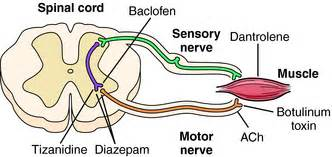 Spinal cord
Baclofen
Sensory
nerve
Dantrolene
Muscle
Botulinum
toxin
ACh
Motor
nerve
Tizanidine
Diazepam